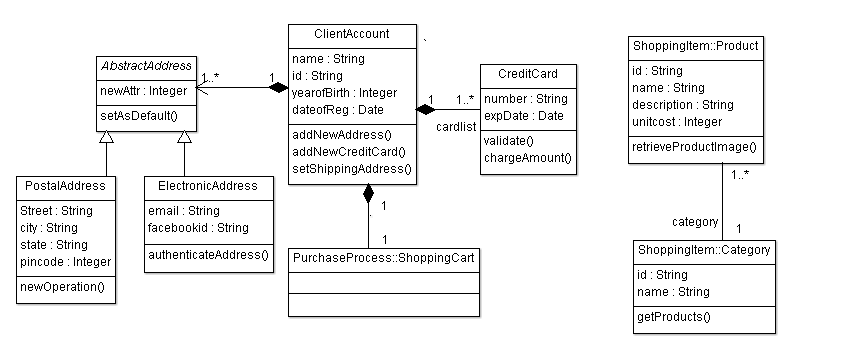 ClientAccount
name : String
id : String
yearofBirth : Integer
dateofReg : Date
addNewAddress()
addNewCreditCard()
setShippingAddress()
AbstractAddress
newAttr : Integer
setAsDefault()
1..*
1
1
1..*
cardlist
CreditCard
number : String
expDate : Date
validate()
chargeAmount()
ShoppingItem::Product
id : String
name : String
description : String
unitcost : Integer
retrieveProductImage()
1..*
category
1
PostalAddress
Street : String
city : String
state : String
pincode : Integer
newOperation()
ElectronicAddress
email : String
facebookid : String
authenticateAddress()
1
1
PurchaseProcess::ShoppingCart
ShoppingItem::Category
id : String
name : String
getProducts()